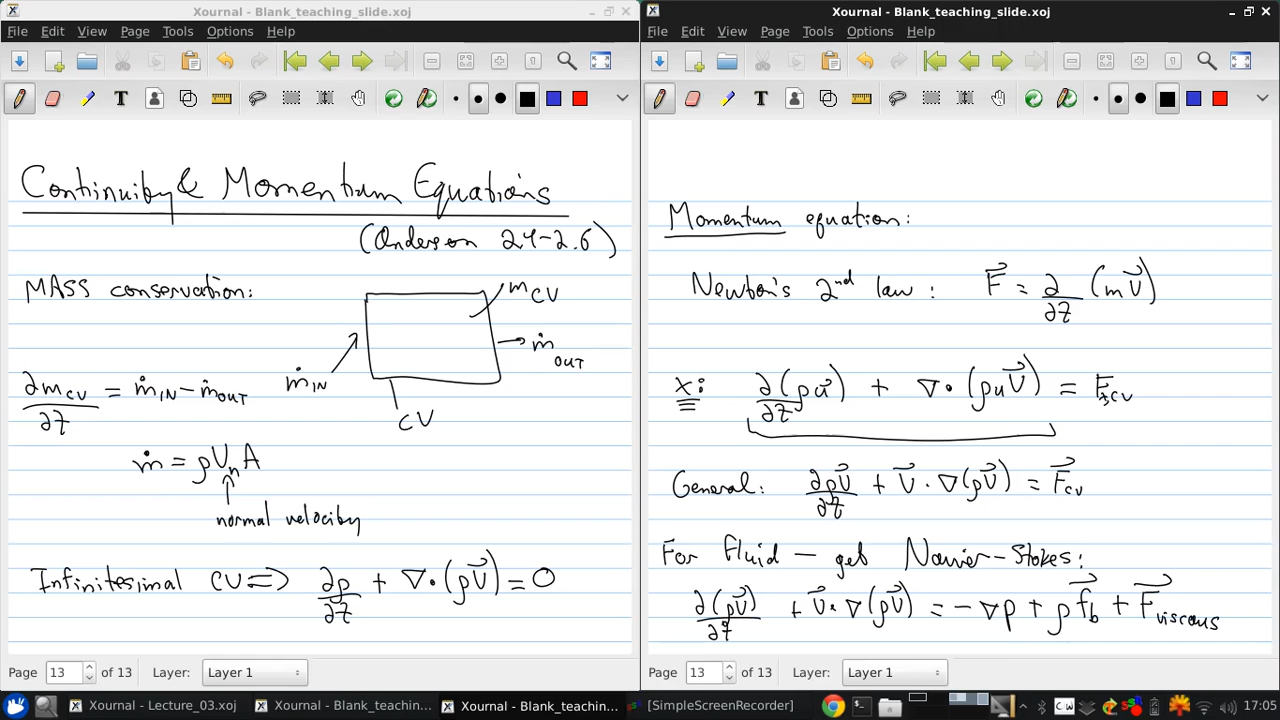 Xournal - Blank_teaching_slide.xoj
File Edit View Page Tools Options Help
Continuity & Momentum Equations
(Anderson 2.4-2.6)
MASS conservation:
m_CV
ṁ_OUT
ṁ_IN
CV
∂m_CV/∂t = ṁ_IN - ṁ_OUT
ṁ = ρ V_n A
normal velocity
Infinitesimal CV => ∂ρ/∂t + ∇·(ρV⃗) = 0
Page 13 of 13 Layer: Layer 1
Xournal - Blank_teaching_slide.xoj
File Edit View Page Tools Options Help
Momentum equation:
Newton's 2nd law: F⃗ = ∂/∂t (mV⃗)
x: ∂(ρu)/∂t + ∇·(ρuV⃗) = F_x,CV
General: ∂ρV⃗/∂t + V⃗·∇(ρV⃗) = F⃗_CV
For Fluid - get Navier-Stokes:
∂(ρV⃗)/∂t + V⃗·∇(ρV⃗) = -∇p + ρf⃗_b + F⃗_viscous
Page 13 of 13 Layer: Layer 1
Xournal - Lecture_03.xoj Xournal - Blank_teachin... Xournal - Blank_teachin... [SimpleScreenRecorder] 17:05